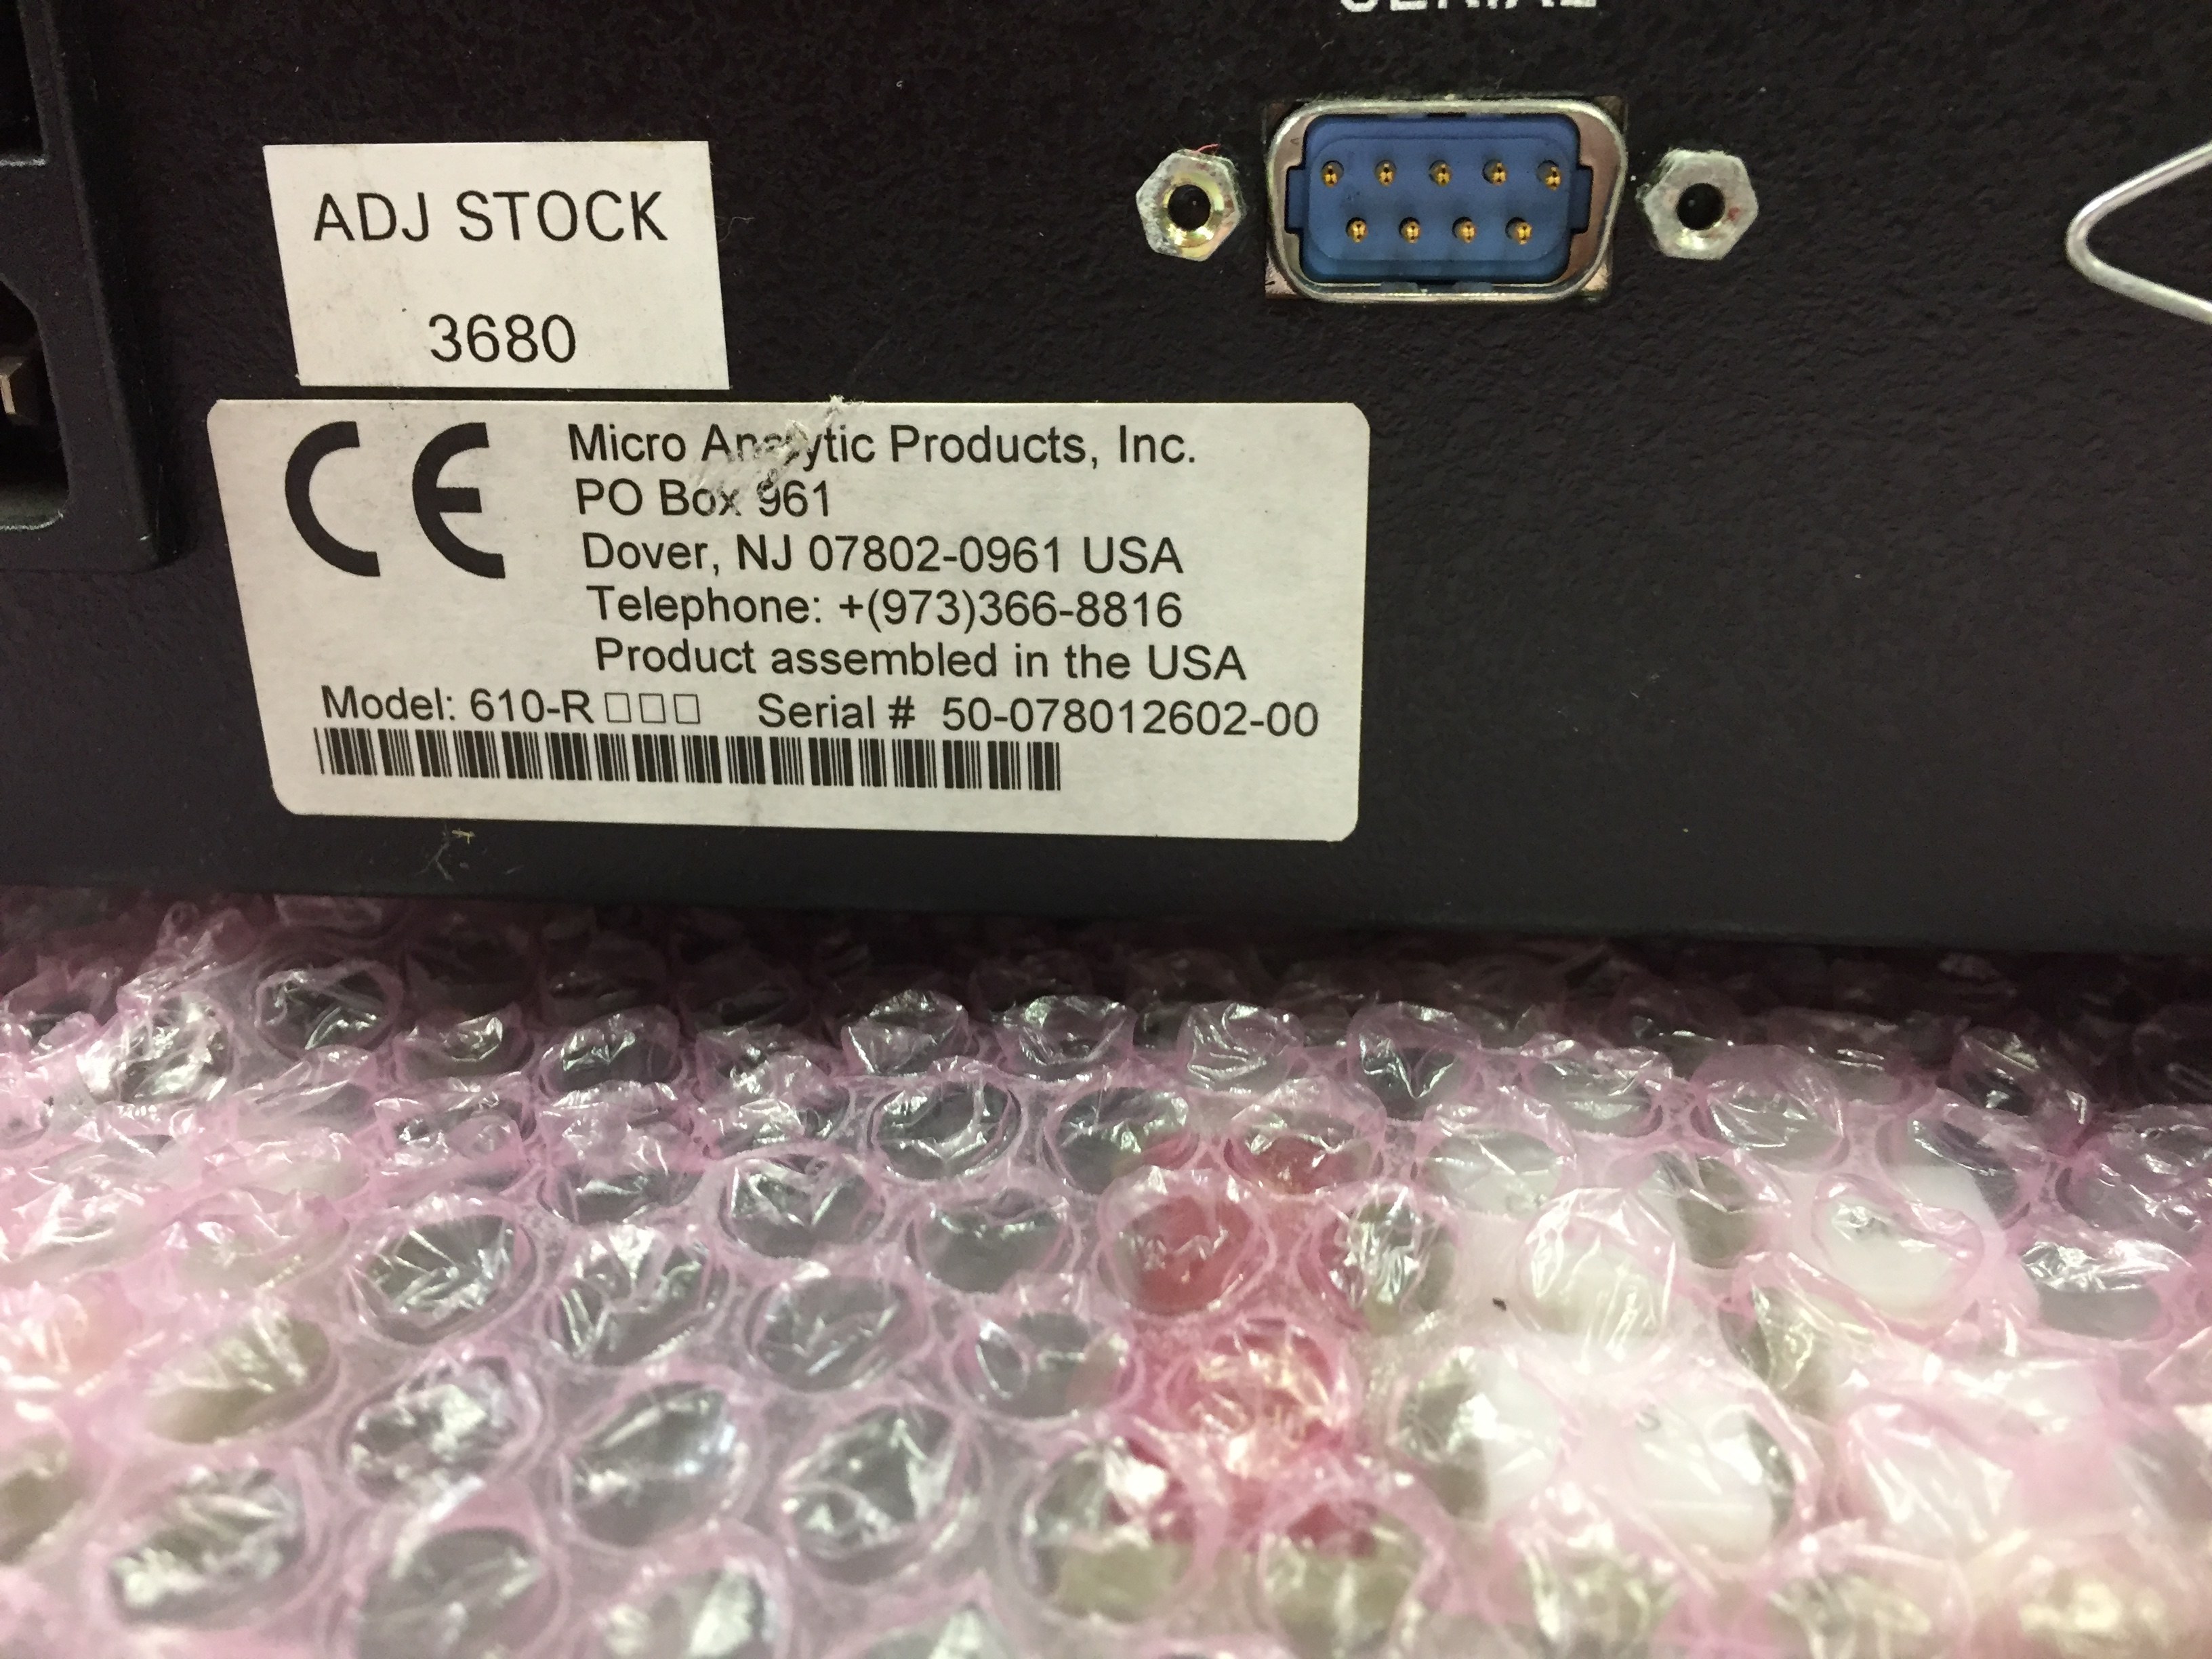 SERIAL
ADJ STOCK
3680
CE
Micro Analytic Products, Inc.
PO Box 961
Dover, NJ 07802-0961 USA
Telephone: +(973)366-8816
Product assembled in the USA
Model: 610-R □□□ Serial # 50-078012602-00